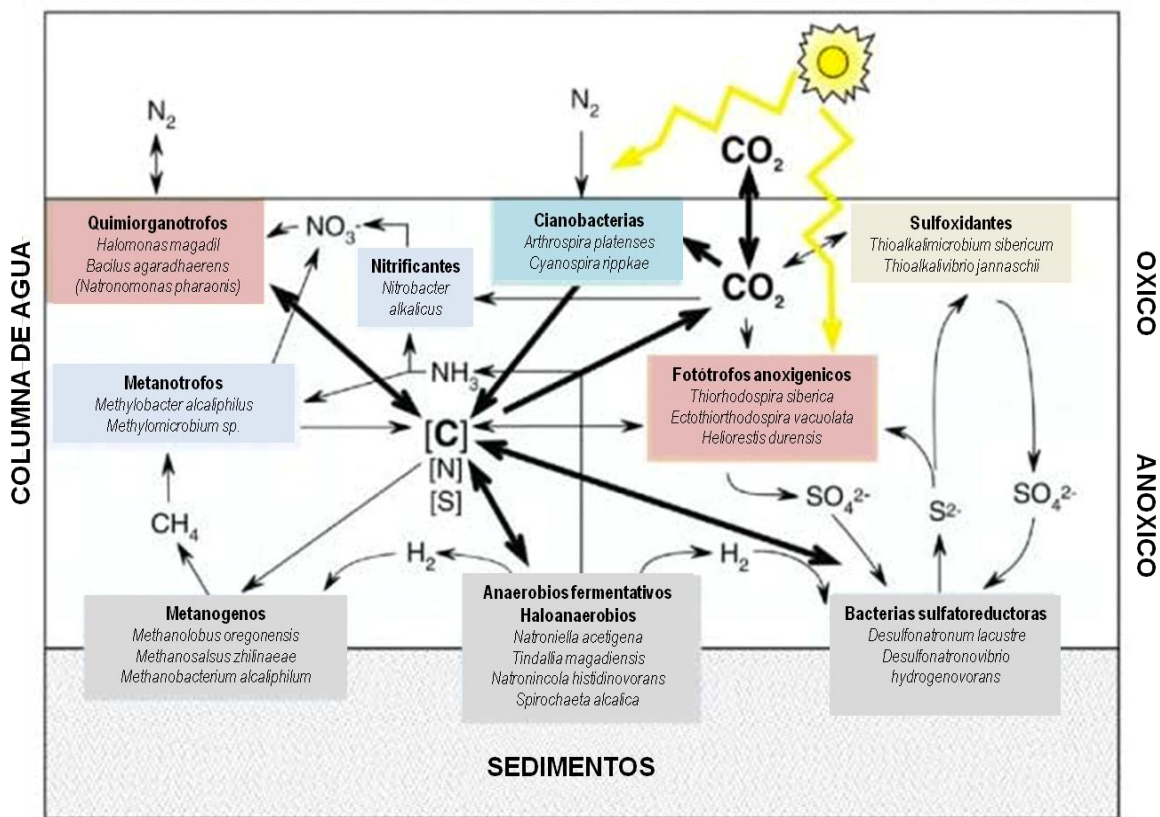 N₂
N₂
CO₂
Quimiorganotrofos
Halomonas magadil
Bacilus agaradhaerens
(Natronomonas pharaonis)
NO₃⁻
Nitrificantes
Nitrobacter
alkalicus
Cianobacterias
Arthrospira platenses
Cyanospira rippkae
CO₂
Sulfoxidantes
Thioalkalimicrobium sibericum
Thioalkalivibrio jannaschii
COLUMNA DE AGUA
OXICO
ANOXICO
Metanotrofos
Methylobacter alcaliphilus
Methylomicrobium sp.
NH₃
[C]
[N]
[S]
Fotótrofos anoxigenicos
Thiorhodospira siberica
Ectothiorthodospira vacuolata
Heliorestis durensis
CH₄
SO₄²⁻
S²⁻
SO₄²⁻
H₂
H₂
Metanogenos
Methanolobus oregonensis
Methanosalsus zhilinaeae
Methanobacterium alcaliphilum
Anaerobios fermentativos
Haloanaerobios
Natroniella acetigena
Tindallia magadiensis
Natronincola histidinovorans
Spirochaeta alcalica
Bacterias sulfatoreductoras
Desulfonatronum lacustre
Desulfonatronovibrio
hydrogenovorans
SEDIMENTOS